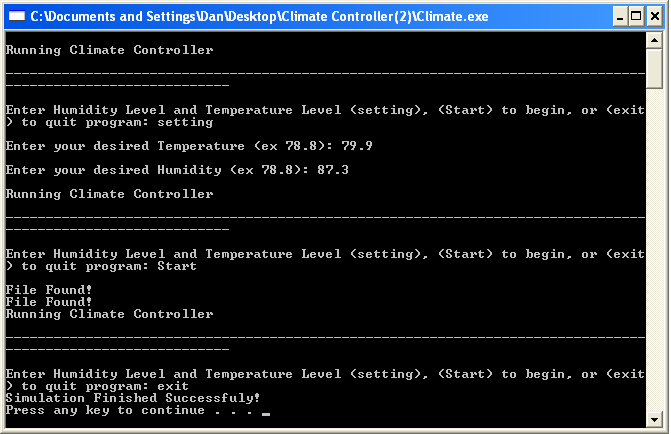 C:\Documents and Settings\Dan\Desktop\Climate Controller(2)\Climate.exe
Running Climate Controller
--------------------------------------------------------------------------------
----------------------------
Enter Humidity Level and Temperature Level (setting), (Start) to begin, or (exit
) to quit program: setting
Enter your desired Temperature (ex 78.8): 79.9
Enter your desired Humidity (ex 78.8): 87.3
Running Climate Controller
--------------------------------------------------------------------------------
----------------------------
Enter Humidity Level and Temperature Level (setting), (Start) to begin, or (exit
) to quit program: Start
File Found!
File Found!
Running Climate Controller
--------------------------------------------------------------------------------
----------------------------
Enter Humidity Level and Temperature Level (setting), (Start) to begin, or (exit
) to quit program: exit
Simulation Finished Successfuly!
Press any key to continue . . . _